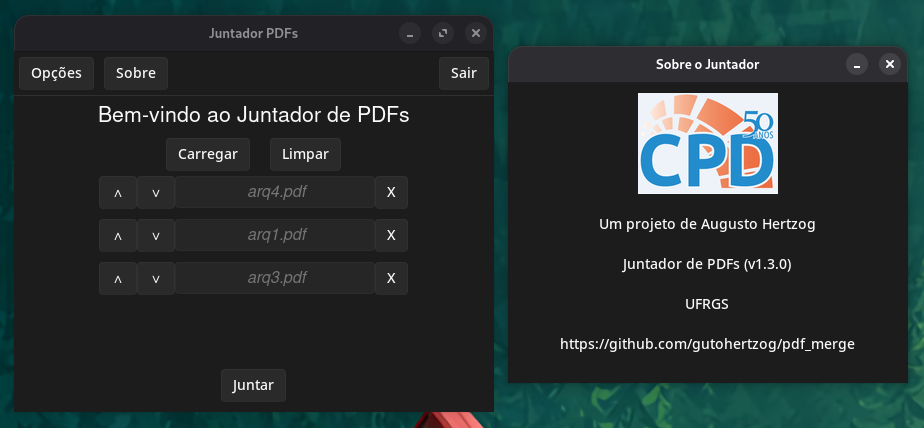 Juntador PDFs
Opções Sobre Sair
Bem-vindo ao Juntador de PDFs
Carregar Limpar
˄ ˅ arq4.pdf X
˄ ˅ arq1.pdf X
˄ ˅ arq3.pdf X
Juntar
Sobre o Juntador
50
ANOS
CPD
Um projeto de Augusto Hertzog
Juntador de PDFs (v1.3.0)
UFRGS
https://github.com/gutohertzog/pdf_merge